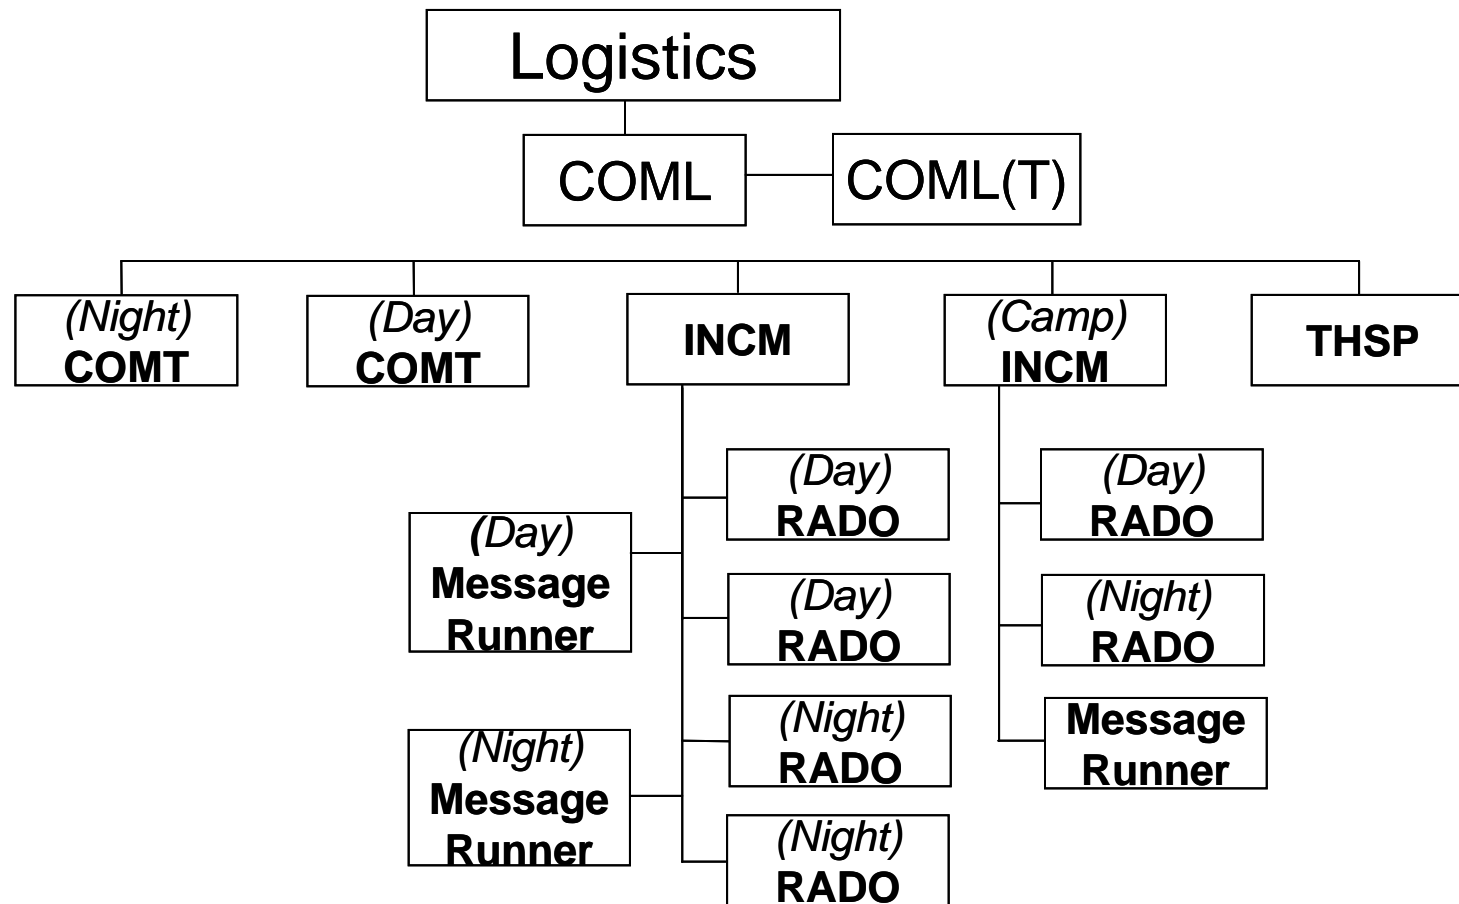 Logistics
COML
COML(T)
(Night)
COMT
(Day)
COMT
INCM
(Camp)
INCM
THSP
(Day)
Message
Runner
(Night)
Message
Runner
(Day)
RADO
(Day)
RADO
(Night)
RADO
(Night)
RADO
(Day)
RADO
(Night)
RADO
Message
Runner